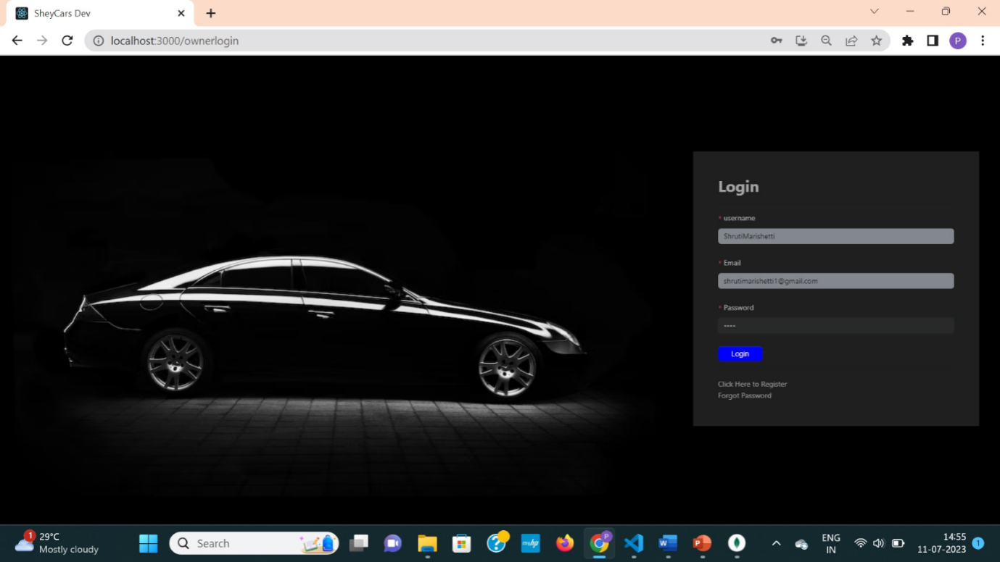 SheyCars Dev
localhost:3000/ownerlogin
P
Login
* username
ShrutiMarishetti
* Email
shrutimarishetti1@gmail.com
* Password
----
Login
Click Here to Register
Forgot Password
1
29°C
Mostly cloudy
Search
myhp
P
W
P
ENG
IN
14:55
11-07-2023
1